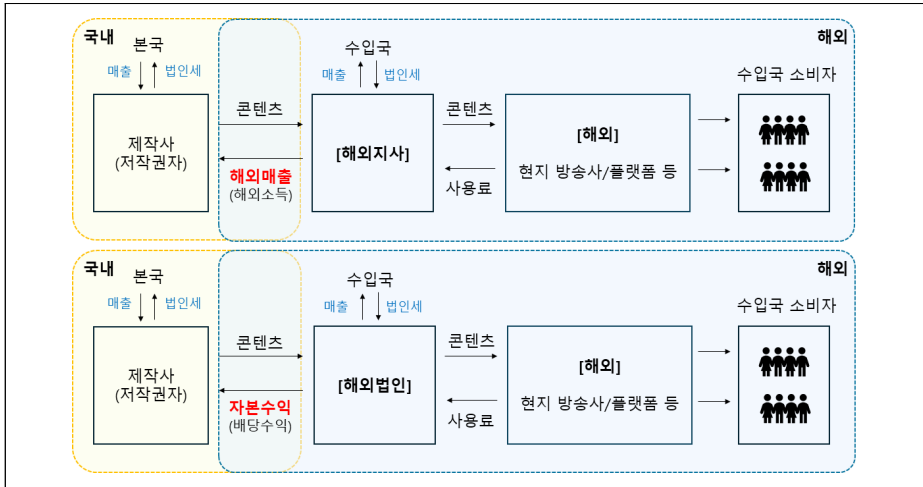 국내
해외
본국
수입국
매출
법인세
매출
법인세
수입국 소비자
콘텐츠
콘텐츠
제작사
(저작권자)
[해외지사]
[해외]
현지 방송사/플랫폼 등
해외매출
(해외소득)
사용료
국내
해외
본국
수입국
매출
법인세
매출
법인세
수입국 소비자
콘텐츠
콘텐츠
제작사
(저작권자)
[해외법인]
[해외]
현지 방송사/플랫폼 등
자본수익
(배당수익)
사용료